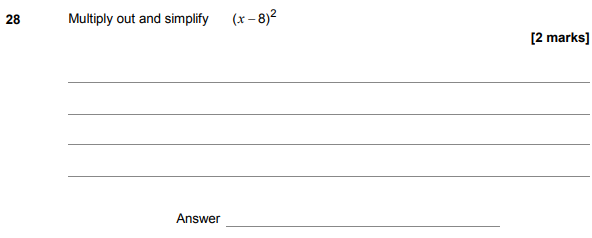 28 Multiply out and simplify (x – 8)²
[2 marks]
Answer